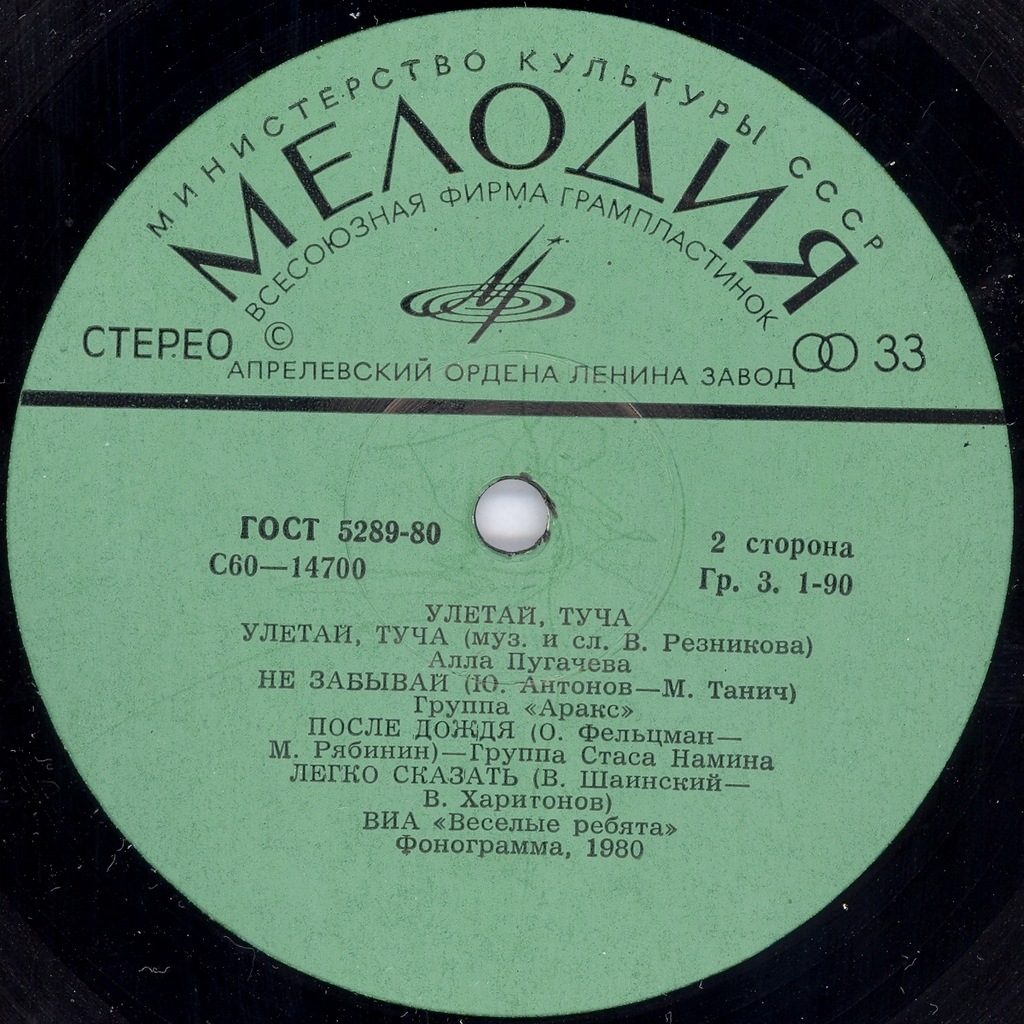 МИНИСТЕРСТВО КУЛЬТУРЫ СССР
МЕЛОДИЯ
ВСЕСОЮЗНАЯ ФИРМА ГРАМПЛАСТИНОК
СТЕРЕО © 33
АПРЕЛЕВСКИЙ ОРДЕНА ЛЕНИНА ЗАВОД
ГОСТ 5289-80
2 сторона
С60—14700
Гр. 3. 1-90
УЛЕТАЙ, ТУЧА
УЛЕТАЙ, ТУЧА (муз. и сл. В. Резникова)
Алла Пугачева
НЕ ЗАБЫВАЙ (Ю. Антонов—М. Танич)
Группа «Аракс»
ПОСЛЕ ДОЖДЯ (О. Фельцман—
М. Рябинин)—Группа Стаса Намина
ЛЕГКО СКАЗАТЬ (В. Шаинский—
В. Харитонов)
ВИА «Веселые ребята»
Фонограмма, 1980